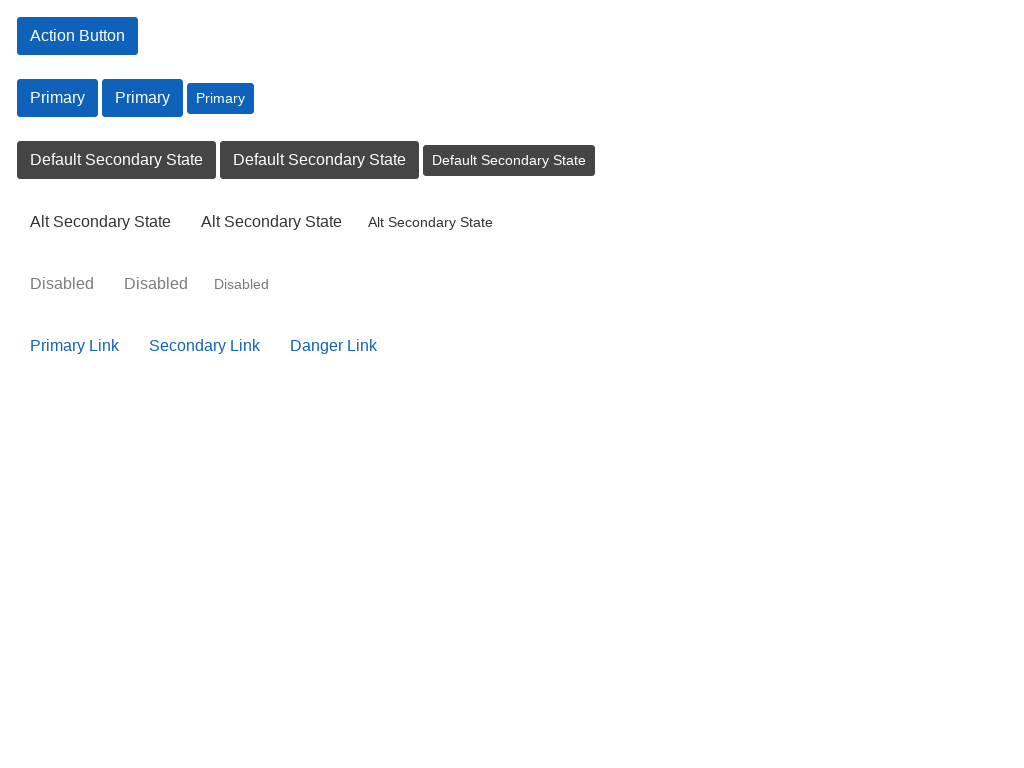 Action Button
Primary Primary Primary
Default Secondary State Default Secondary State Default Secondary State
Alt Secondary State Alt Secondary State Alt Secondary State
Disabled Disabled Disabled
Primary Link Secondary Link Danger Link